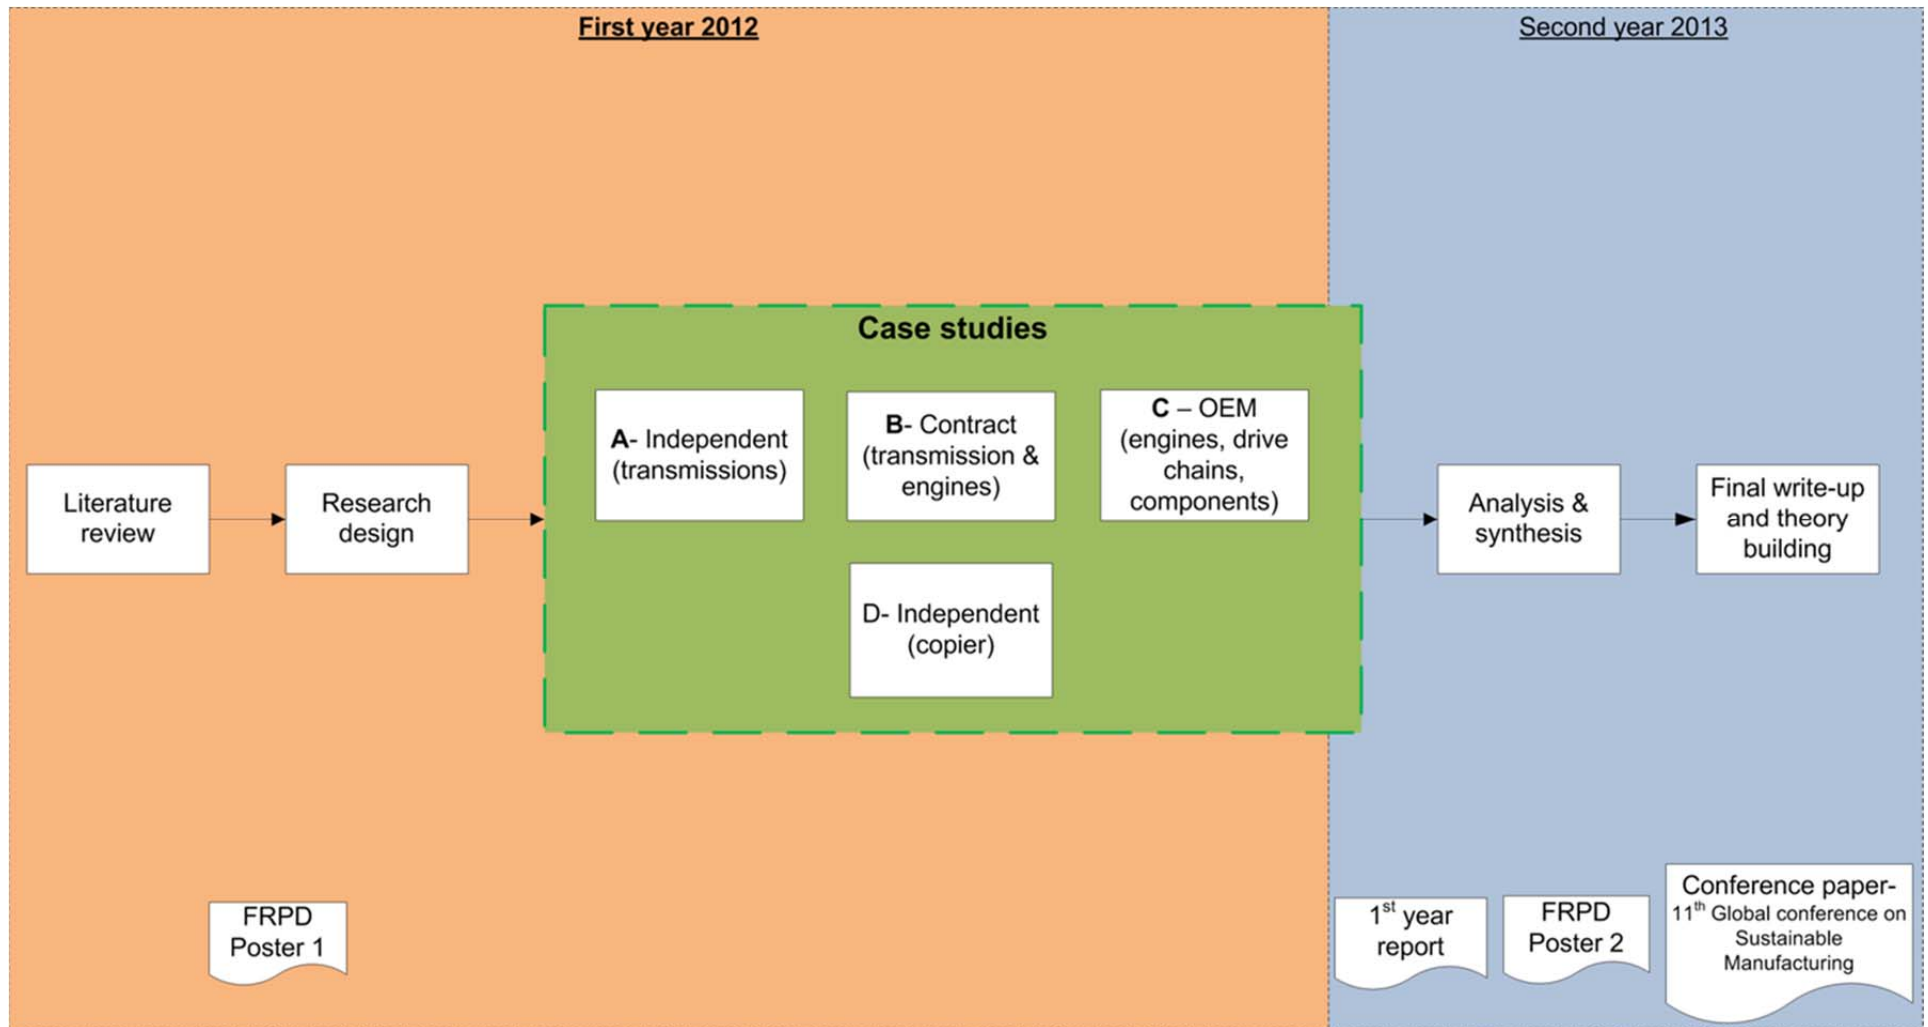 First year 2012
Second year 2013
Case studies
A- Independent
(transmissions)
B- Contract
(transmission &
engines)
C – OEM
(engines, drive
chains,
components)
Literature
review
Research
design
Analysis &
synthesis
Final write-up
and theory
building
D- Independent
(copier)
FRPD
Poster 1
1st year
report
FRPD
Poster 2
Conference paper-
11th Global conference on
Sustainable
Manufacturing